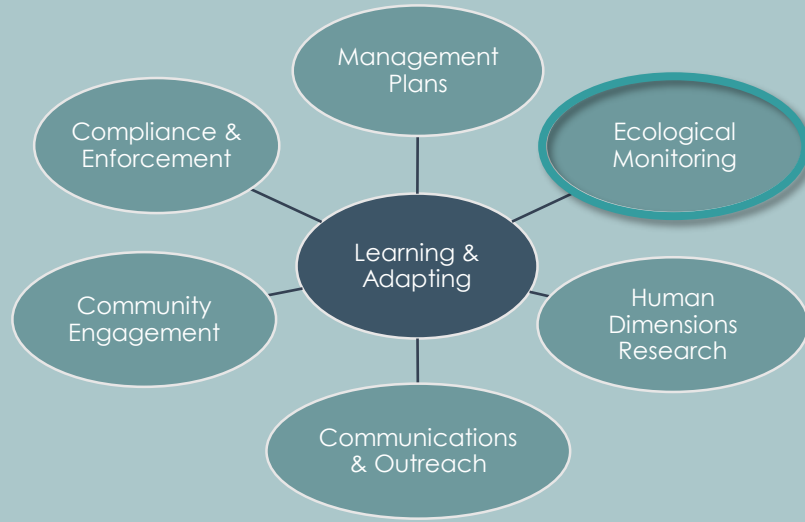 Management
Plans
Compliance &
Enforcement
Ecological
Monitoring
Learning &
Adapting
Community
Engagement
Human
Dimensions
Research
Communications
& Outreach